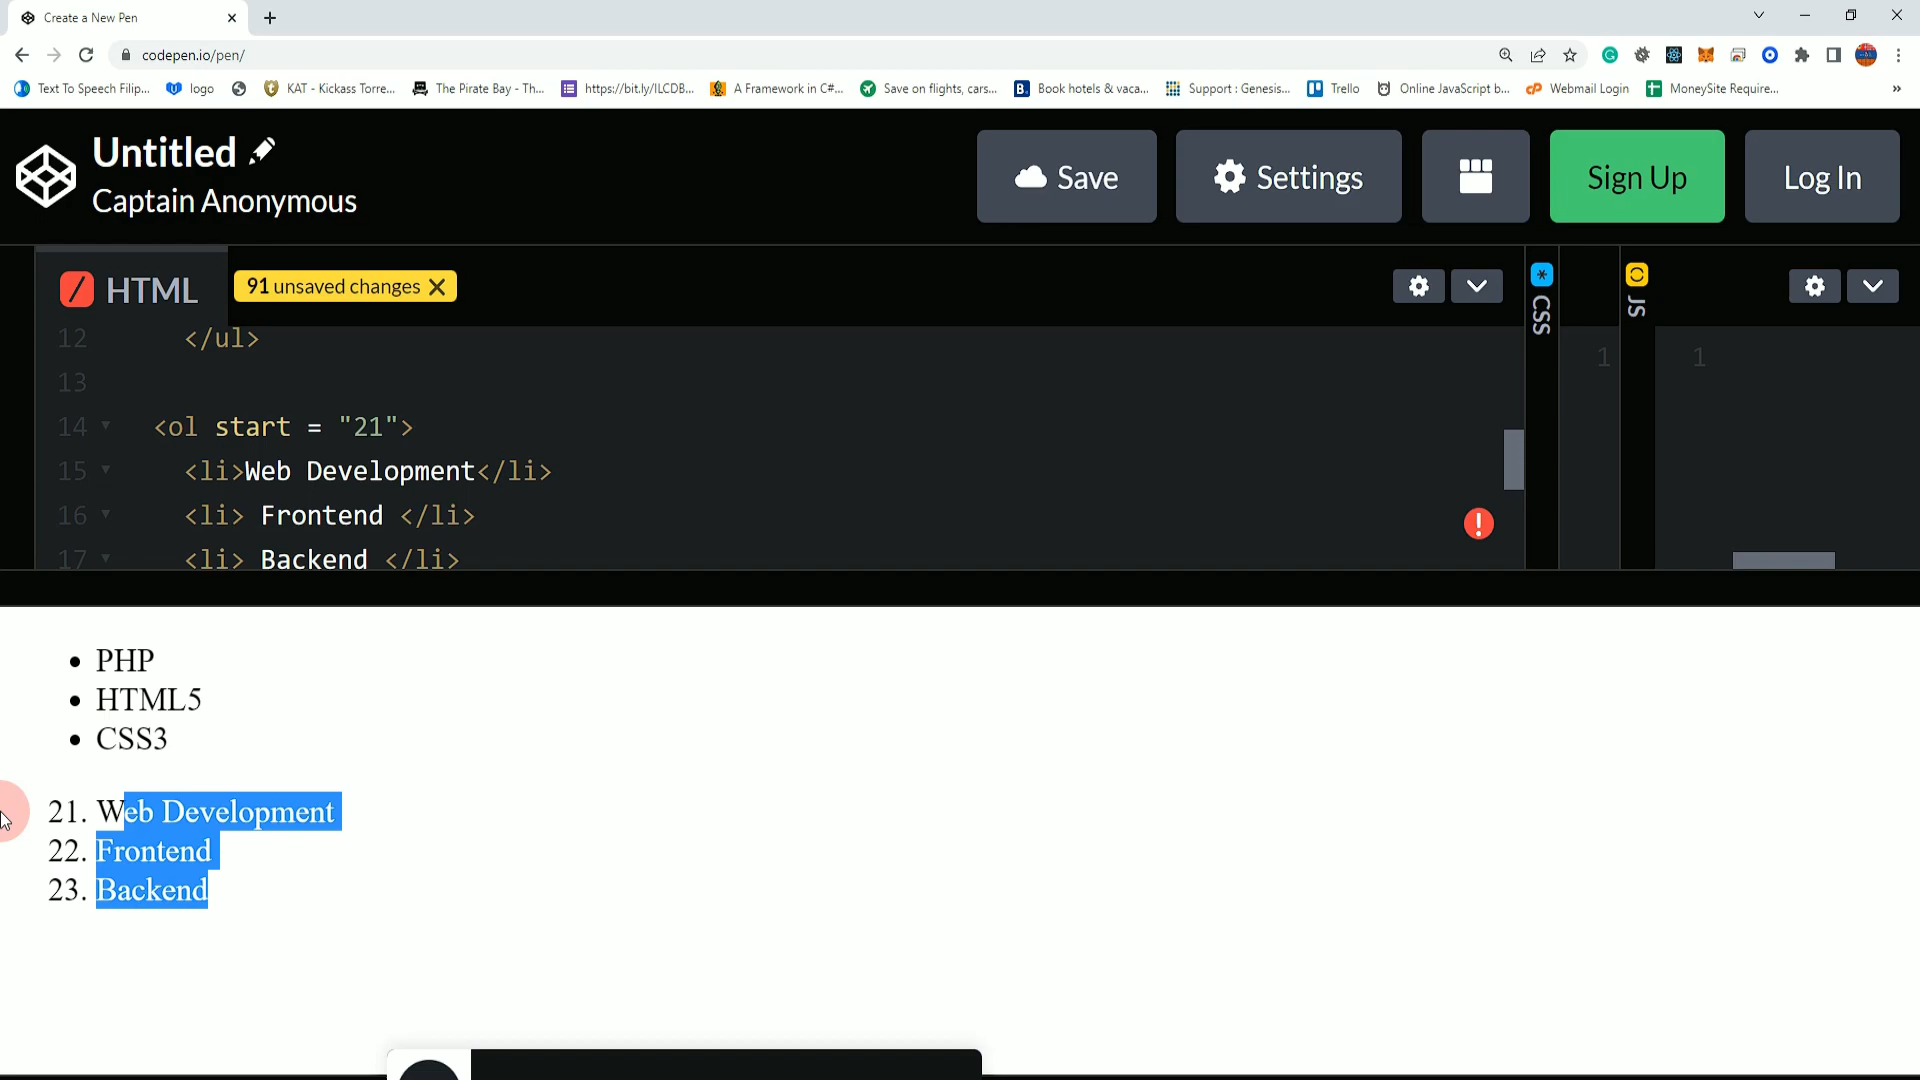 Create a New Pen
codepen.io/pen/
Text To Speech Filip...
logo
KAT - Kickass Torre...
The Pirate Bay - Th...
https://bit.ly/ILCDB...
A Framework in C#...
Save on flights, cars...
B.
Book hotels & vaca...
Support : Genesis...
Trello
Online JavaScript b...
cP
Webmail Login
MoneySite Require...
»
Untitled
Captain Anonymous
Save
Settings
Sign Up
Log In
HTML
91 unsaved changes
CSS
JS
12 </ul>
13
14 <ol start = "21">
15 <li>Web Development</li>
16 <li> Frontend </li>
17 <li> Backend </li>
1
1
• PHP
• HTML5
• CSS3
21. Web Development
22. Frontend
23. Backend